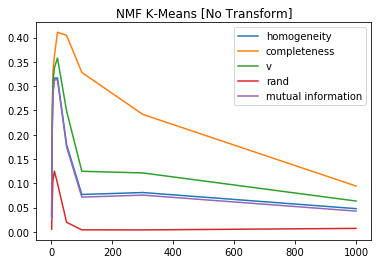 NMF K-Means [No Transform]
homogeneity
completeness
v
rand
mutual information
0.40
0.35
0.30
0.25
0.20
0.15
0.10
0.05
0.00
0 200 400 600 800 1000